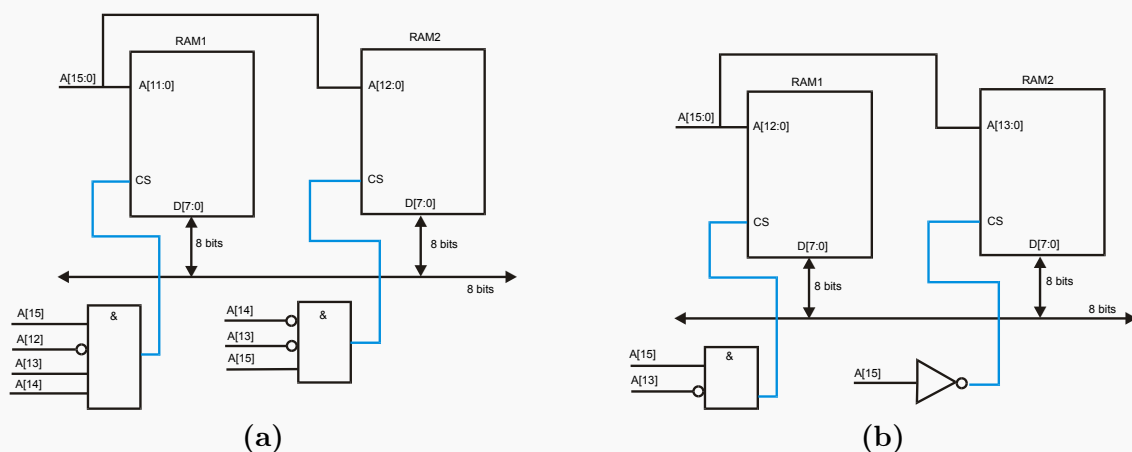 RAM1
RAM2
A[15:0]
A[11:0]
A[12:0]
CS
CS
D[7:0]
D[7:0]
8 bits
8 bits
8 bits
A[15]
A[12]
A[13]
A[14]
&
A[14]
A[13]
A[15]
&
(a)
RAM1
RAM2
A[15:0]
A[12:0]
A[13:0]
CS
CS
D[7:0]
D[7:0]
8 bits
8 bits
8 bits
A[15]
A[13]
&
A[15]
(b)